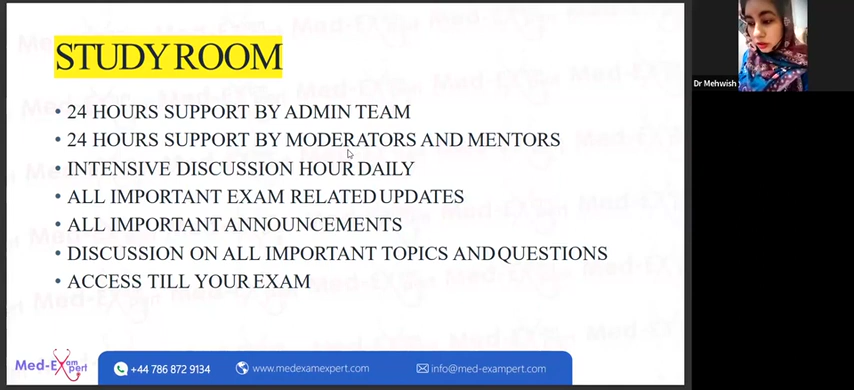 STUDY ROOM
• 24 HOURS SUPPORT BY ADMIN TEAM
• 24 HOURS SUPPORT BY MODERATORS AND MENTORS
• INTENSIVE DISCUSSION HOUR DAILY
• ALL IMPORTANT EXAM RELATED UPDATES
• ALL IMPORTANT ANNOUNCEMENTS
• DISCUSSION ON ALL IMPORTANT TOPICS AND QUESTIONS
• ACCESS TILL YOUR EXAM
Med-Exam pert
+44 786 872 9134
www.medexamexpert.com
info@med-exampert.com
Dr Mehwish